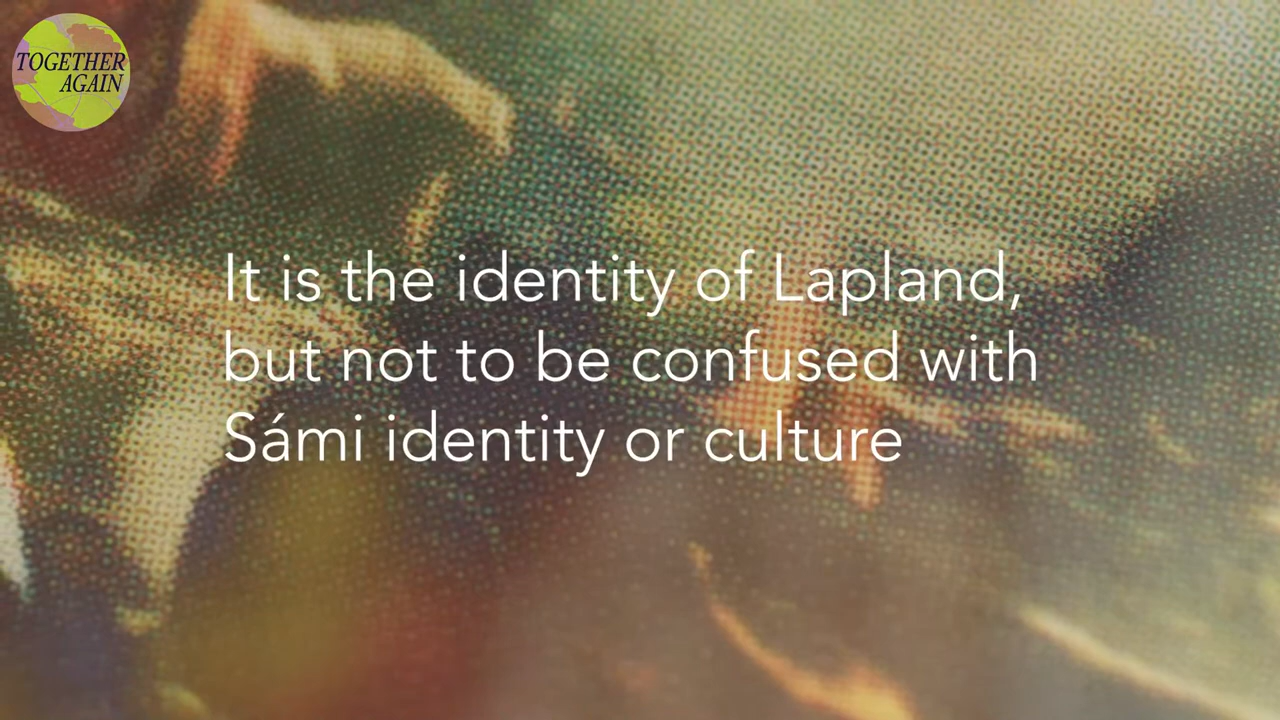 TOGETHER
AGAIN
It is the identity of Lapland,
but not to be confused with
Sámi identity or culture